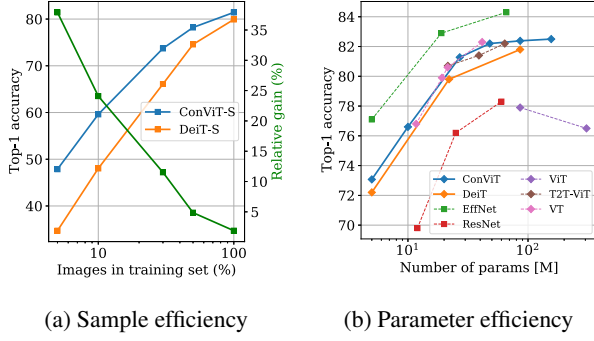 80
70
60
50
40
Top-1 accuracy
ConViT-S
DeiT-S
35
30
25
20
15
10
5
Relative gain (%)
10
100
Images in training set (%)
(a) Sample efficiency
84
82
80
78
76
74
72
70
Top-1 accuracy
ConViT
DeiT
EffNet
ResNet
ViT
T2T-ViT
VT
10¹
10²
Number of params [M]
(b) Parameter efficiency